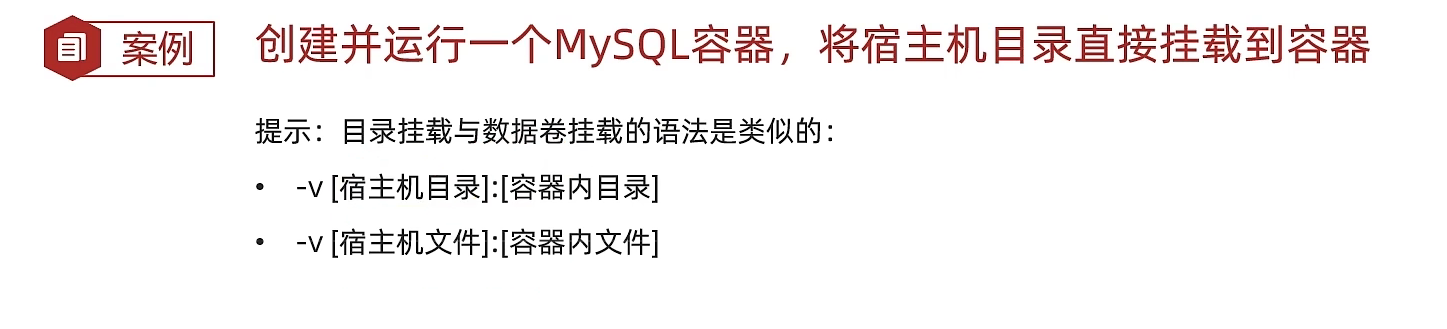 案例
创建并运行一个MySQL容器，将宿主机目录直接挂载到容器
提示：目录挂载与数据卷挂载的语法是类似的：
• -v [宿主机目录]:[容器内目录]
• -v [宿主机文件]:[容器内文件]